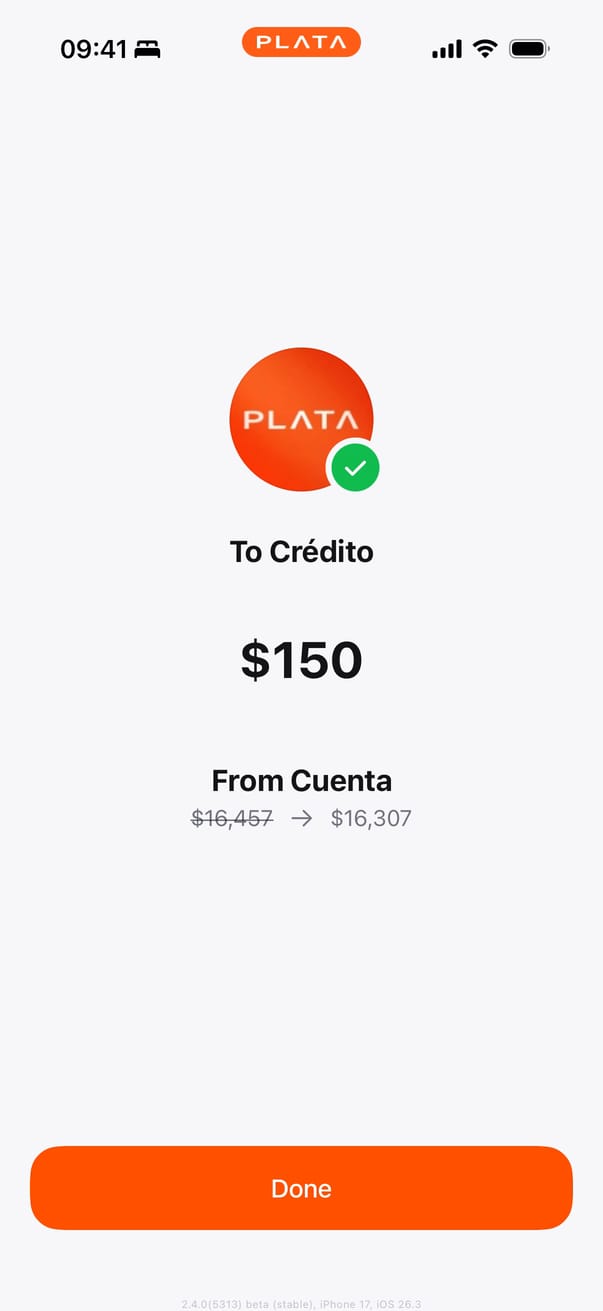 09:41
PLATA
PLATA
To Crédito
$150
From Cuenta
$16,457 → $16,307
Done
2.4.0(5313) beta (stable), iPhone 17, iOS 26.3